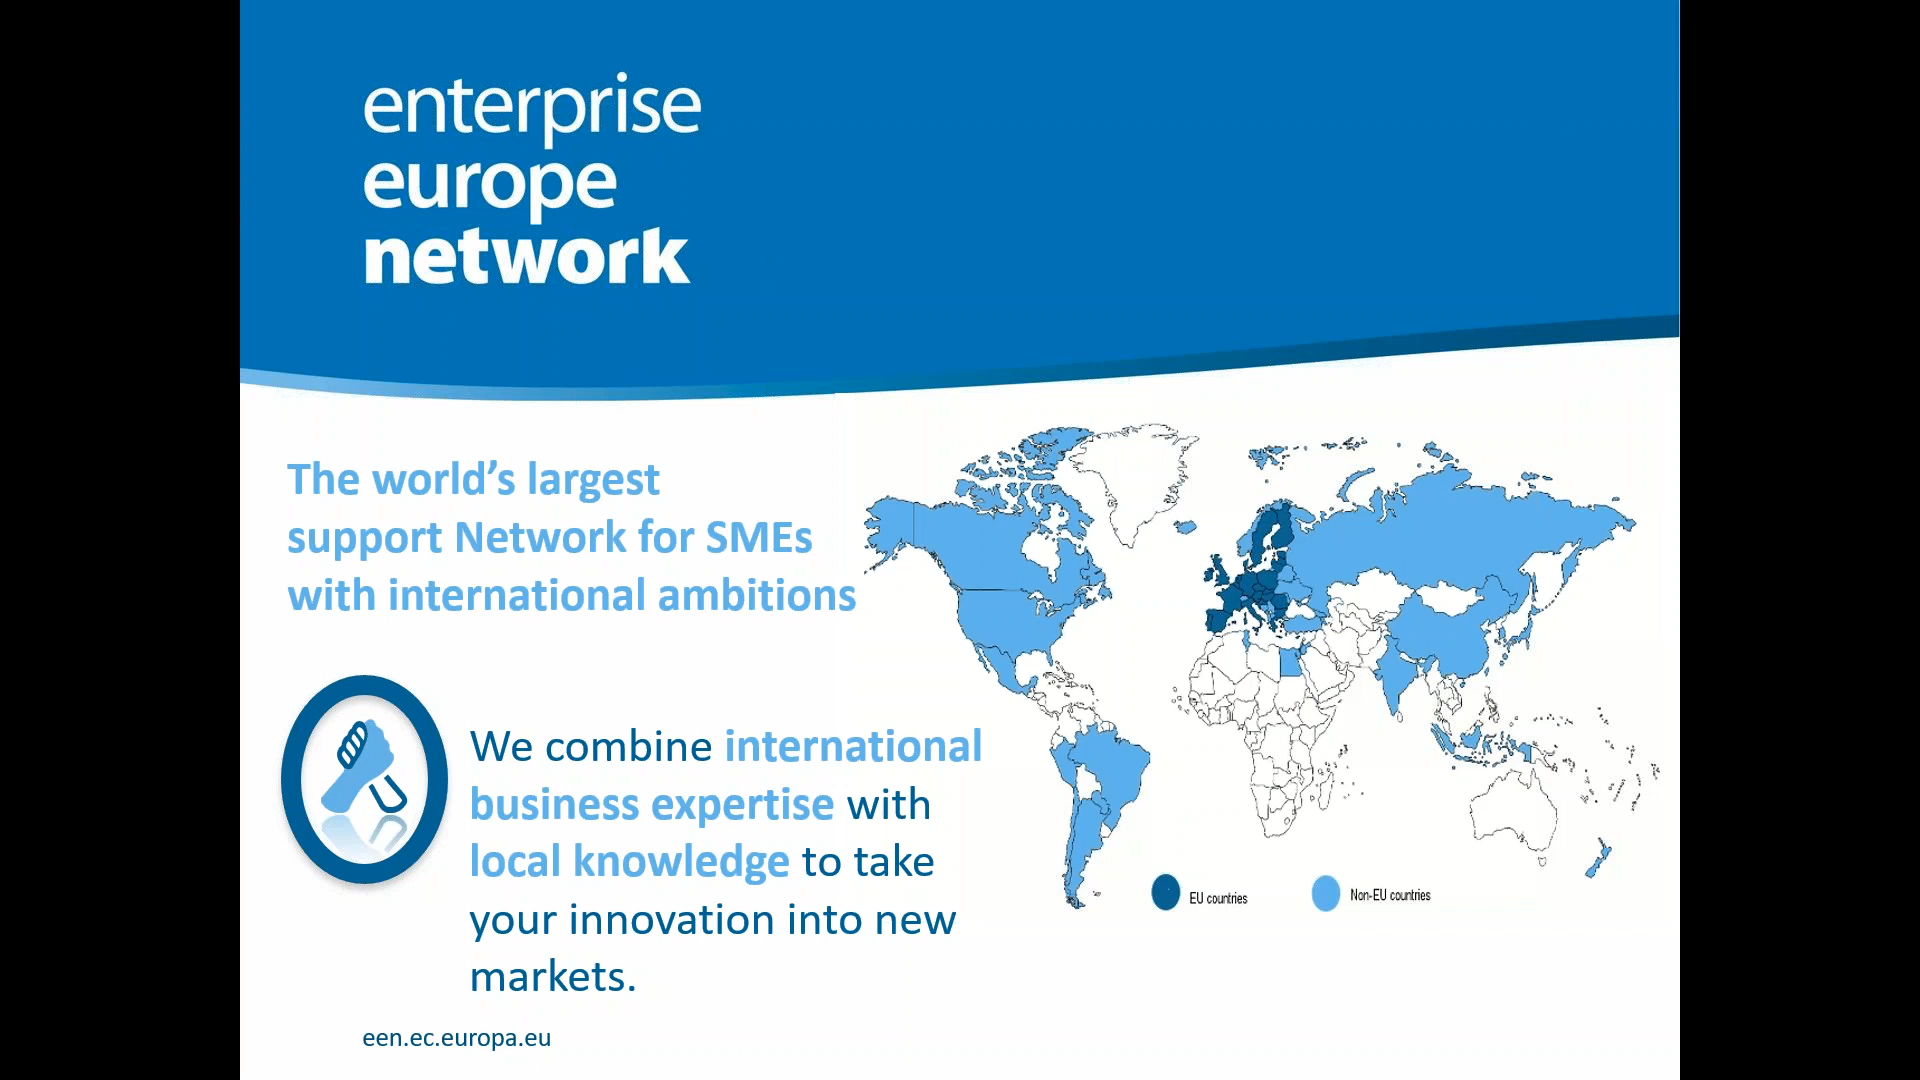 enterprise
europe
network
The world’s largest
support Network for SMEs
with international ambitions
We combine international
business expertise with
local knowledge to take
your innovation into new
markets.
EU countries
Non-EU countries
een.ec.europa.eu